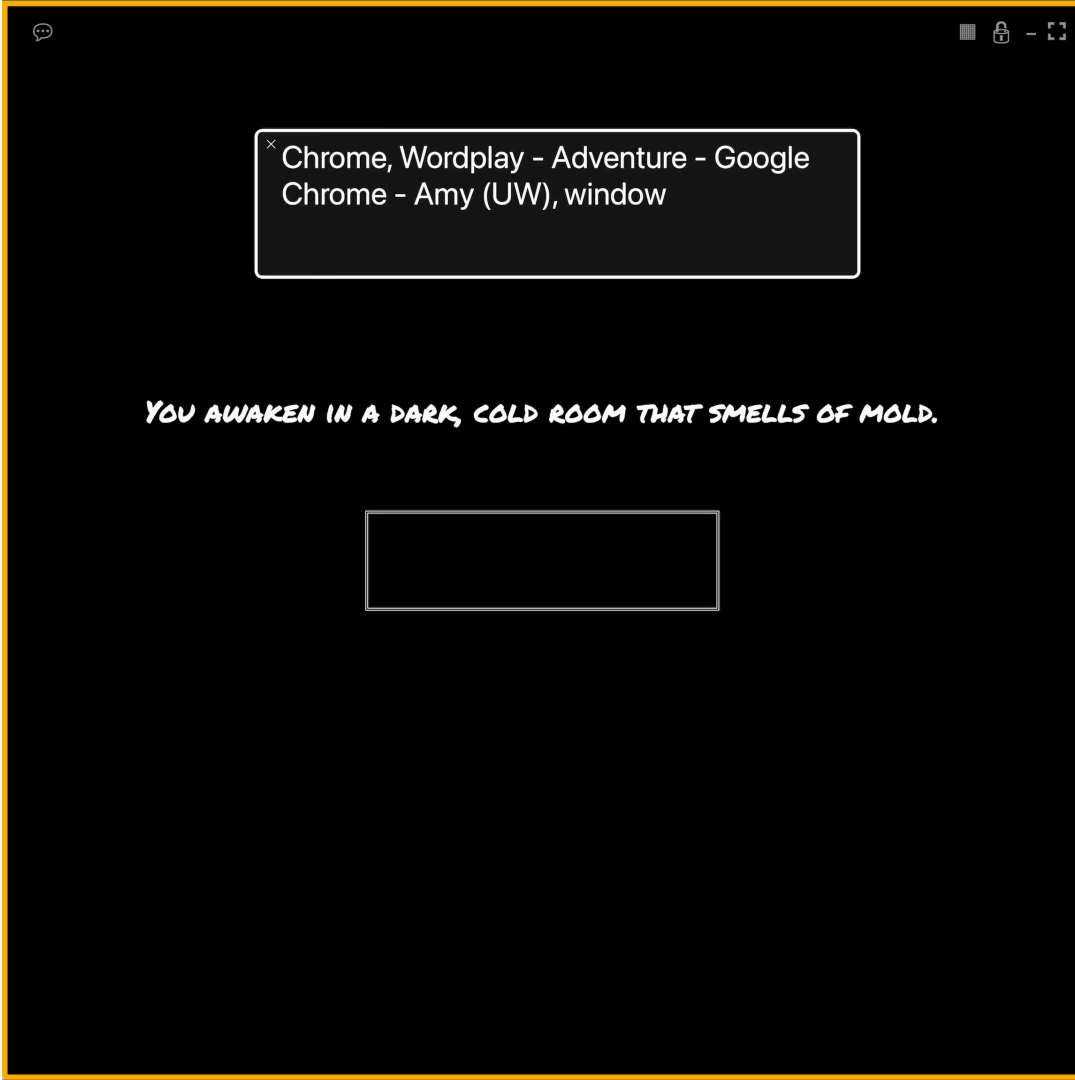 Chrome, Wordplay - Adventure - Google
Chrome - Amy (UW), window
You awaken in a dark, cold room that smells of mold.